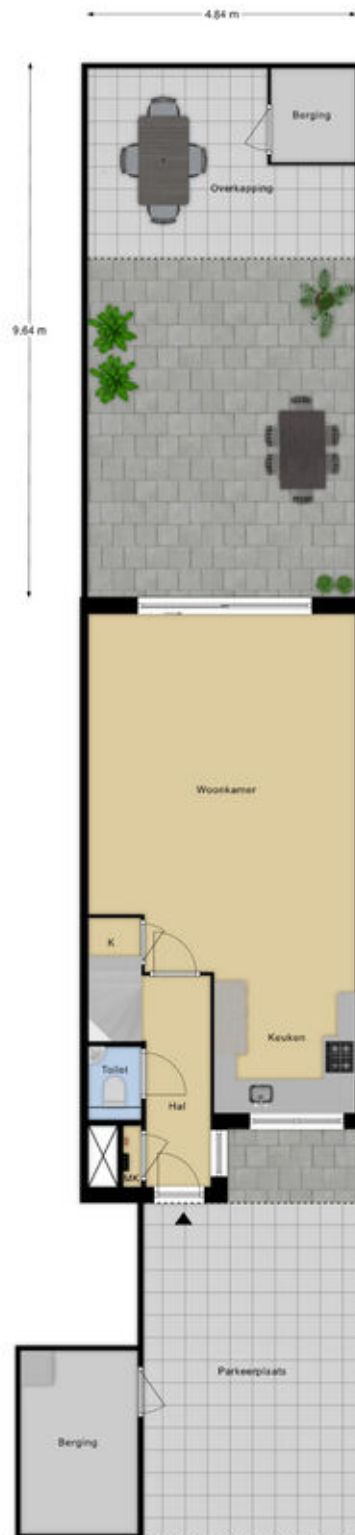 4.84 m
Berging
Overkapping
9.64 m
Woonkamer
K
Keuken
Toilet
Hal
MK
Parkeerplaats
Berging